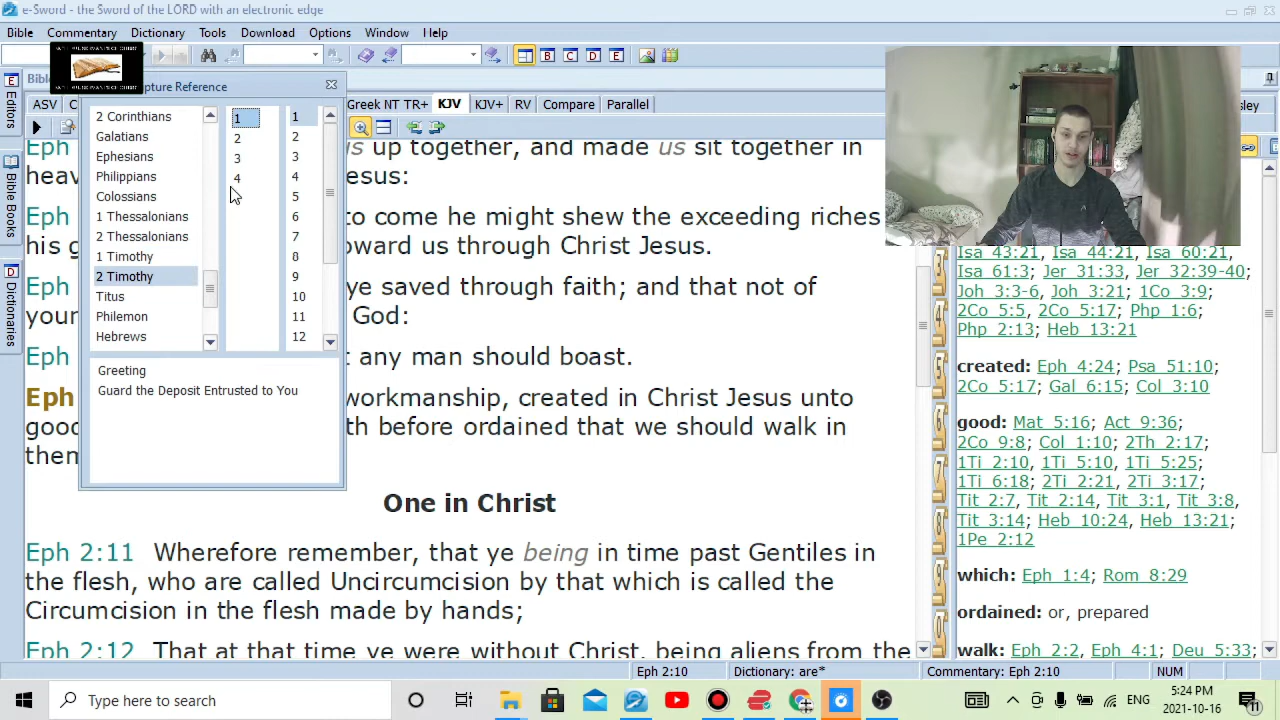 e-Sword - the Sword of the LORD with an electronic edge
Bible Commentary Dictionary Tools Download Options Window Help
B C D E
Scripture Reference
E Editors
Bible Books
D Dictionaries
ASV
Greek NT TR+ KJV KJV+ RV Compare Parallel
2 Corinthians
Galatians
Ephesians
Philippians
Colossians
1 Thessalonians
2 Thessalonians
1 Timothy
2 Timothy
Titus
Philemon
Hebrews
1
2
3
4
1
2
3
4
5
6
7
9
10
11
12
Greeting
Guard the Deposit Entrusted to You
Eph us up together, and made us sit together in
heav esus:
Eph to come he might shew the exceeding riches
his g oward us through Christ Jesus.
Eph ye saved through faith; and that not of
your God:
Eph t any man should boast.
Eph workmanship, created in Christ Jesus unto
good th before ordained that we should walk in
them
One in Christ
Eph 2:11 Wherefore remember, that ye being in time past Gentiles in
the flesh, who are called Uncircumcision by that which is called the
Circumcision in the flesh made by hands;
Eph 2:12 That at that time ye were without Christ, being aliens from the
Isa 43:21; Isa 44:21; Isa 60:21;
Isa 61:3; Jer 31:33, Jer 32:39-40;
Joh 3:3-6, Joh 3:21; 1Co 3:9;
2Co 5:5, 2Co 5:17; Php 1:6;
Php 2:13; Heb 13:21
created: Eph 4:24; Psa 51:10;
2Co 5:17; Gal 6:15; Col 3:10
good: Mat 5:16; Act 9:36;
2Co 9:8; Col 1:10; 2Th 2:17;
1Ti 2:10, 1Ti 5:10, 1Ti 5:25;
1Ti 6:18; 2Ti 2:21, 2Ti 3:17;
Tit 2:7, Tit 2:14, Tit 3:1, Tit 3:8,
Tit 3:14; Heb 10:24, Heb 13:21;
1Pe 2:12
which: Eph 1:4; Rom 8:29
ordained: or, prepared
walk: Eph 2:2, Eph 4:1; Deu 5:33;
Eph 2:10 Dictionary: are* Commentary: Eph 2:10 NUM
Type here to search
ENG
5:24 PM
2021-10-16
11